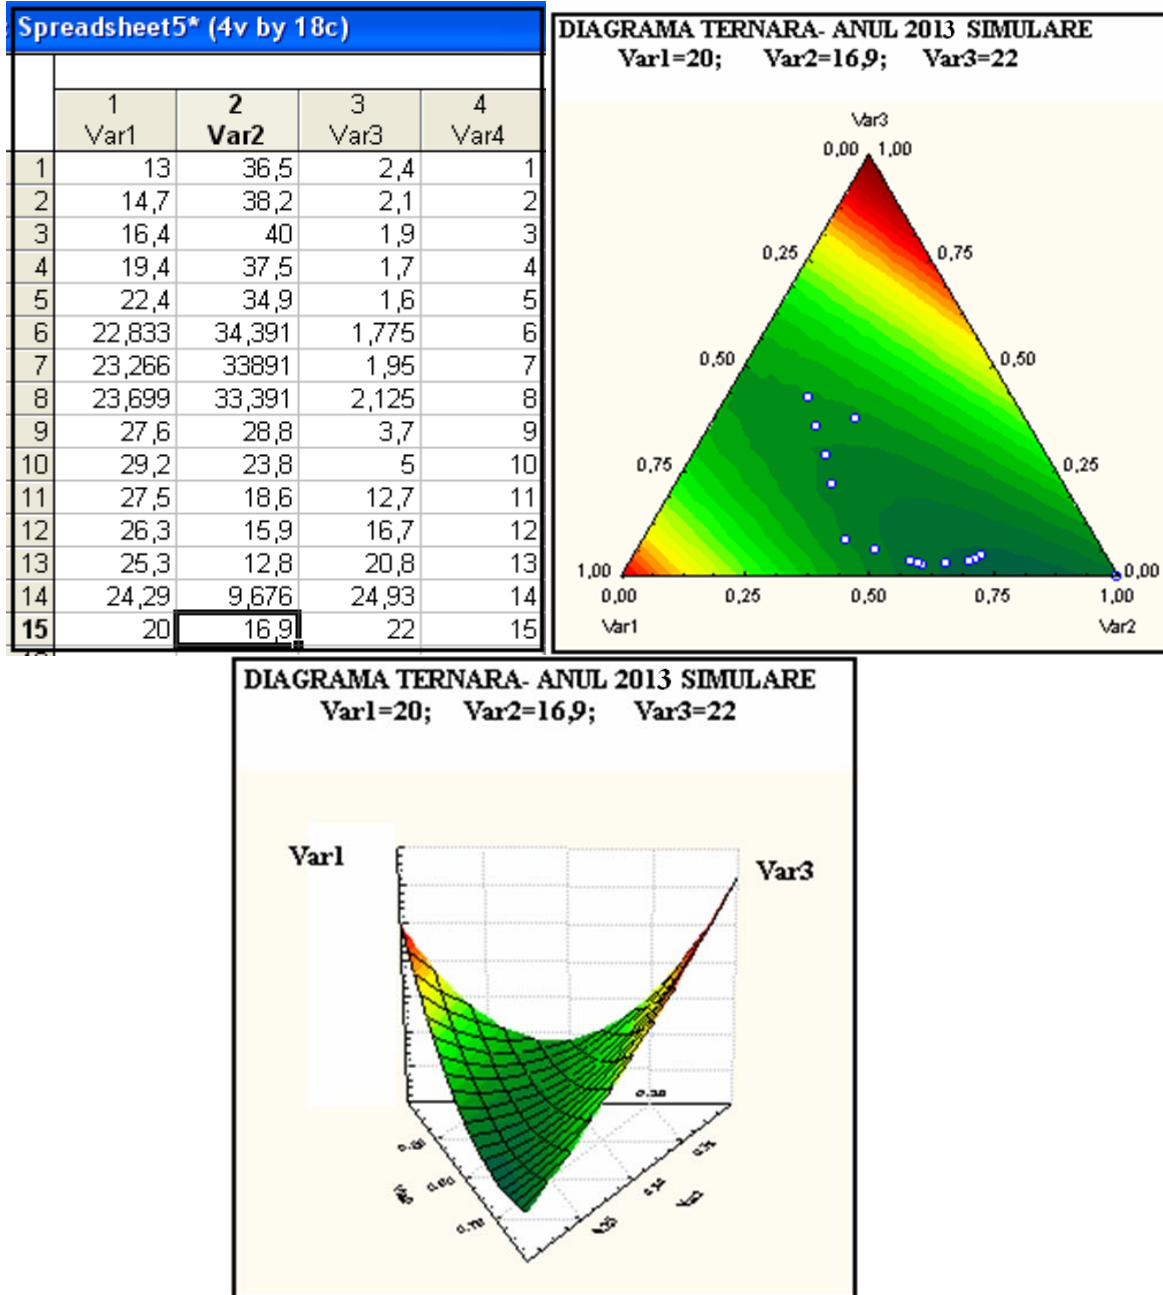 Spreadsheet5* (4v by 18c)
1 2 3 4
Var1 Var2 Var3 Var4
1 13 36,5 2,4 1
2 14,7 38,2 2,1 2
3 16,4 40 1,9 3
4 19,4 37,5 1,7 4
5 22,4 34,9 1,6 5
6 22,833 34,391 1,775 6
7 23,266 33891 1,95 7
8 23,699 33,391 2,125 8
9 27,6 28,8 3,7 9
10 29,2 23,8 5 10
11 27,5 18,6 12,7 11
12 26,3 15,9 16,7 12
13 25,3 12,8 20,8 13
14 24,29 9,676 24,93 14
15 20 16,9 22 15
DIAGRAMA TERNARA- ANUL 2013 SIMULARE
Var1=20; Var2=16,9; Var3=22
Var3
0,00 1,00
0,25 0,75
0,50 0,50
0,75 0,25
1,00 0,00
0,00 0,25 0,50 0,75 1,00
Var1 Var2
DIAGRAMA TERNARA- ANUL 2013 SIMULARE
Var1=20; Var2=16,9; Var3=22
Var1
Var3